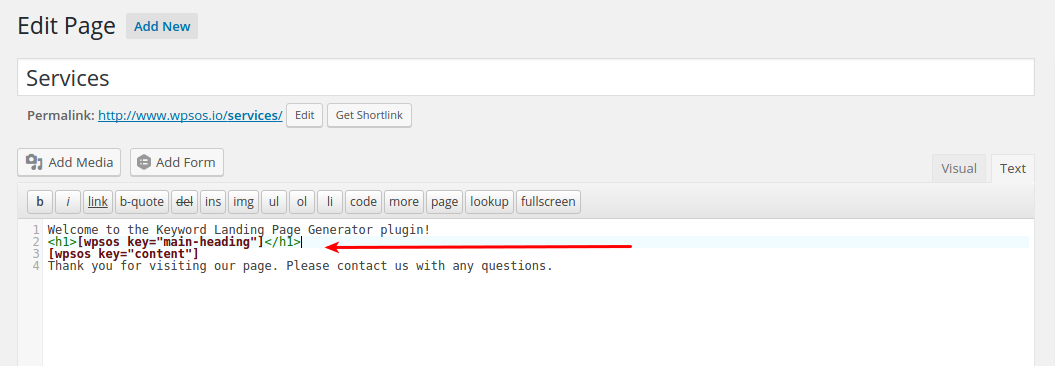 Edit Page Add New
Services
Permalink: http://www.wpsos.io/services/ Edit Get Shortlink
Add Media Add Form Visual Text
b i link b-quote del ins img ul ol li code more page lookup fullscreen
1 Welcome to the Keyword Landing Page Generator plugin!
2 <h1>[wpsos key="main-heading"]</h1>
3 [wpsos key="content"]
4 Thank you for visiting our page. Please contact us with any questions.